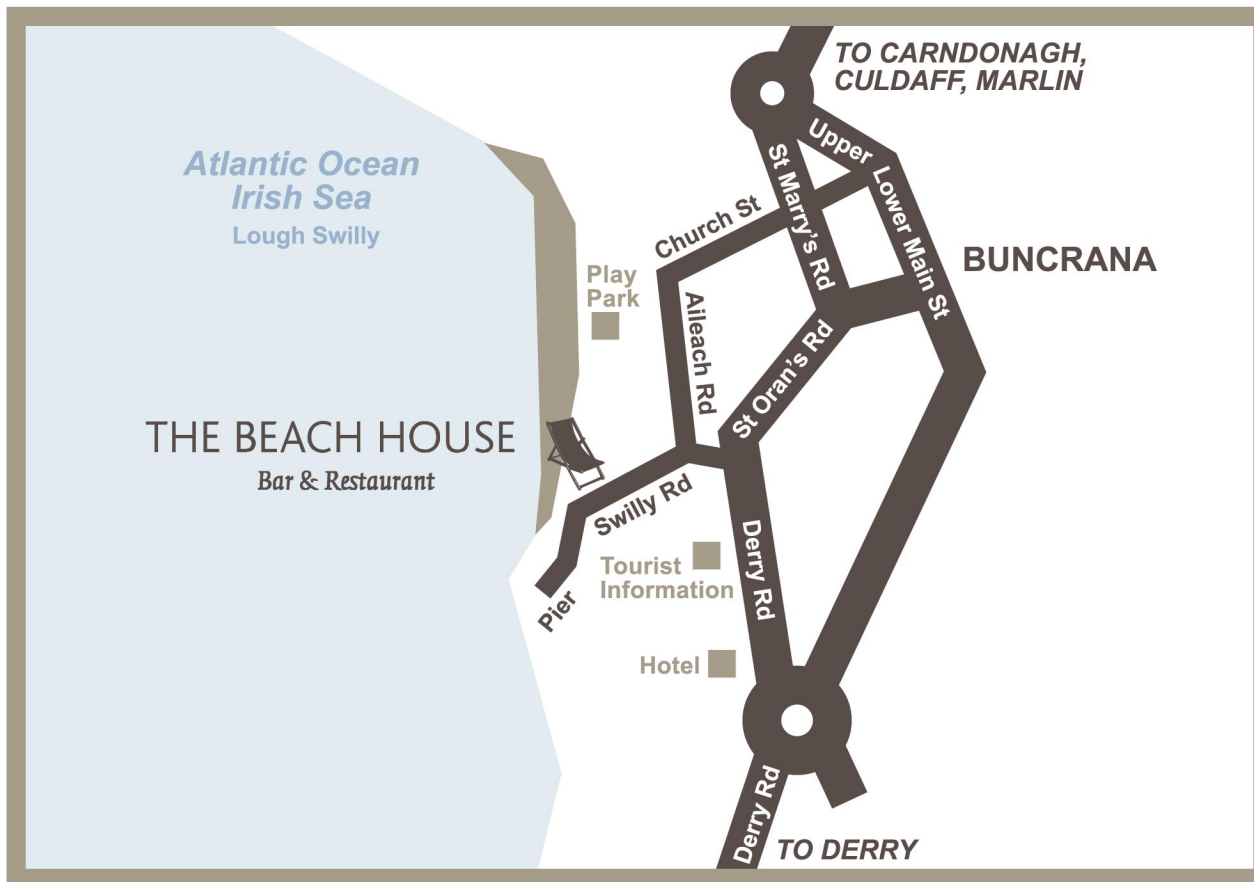 TO CARNDONAGH,
CULDAFF, MARLIN
Upper
Atlantic Ocean
Irish Sea
Lough Swilly
St Marry's Rd
Lower Main St
Church St
BUNCRANA
Play
Park
Aileach Rd
St Oran's Rd
THE BEACH HOUSE
Bar & Restaurant
Swilly Rd
Derry Rd
Tourist
Information
Pier
Hotel
Derry Rd
TO DERRY